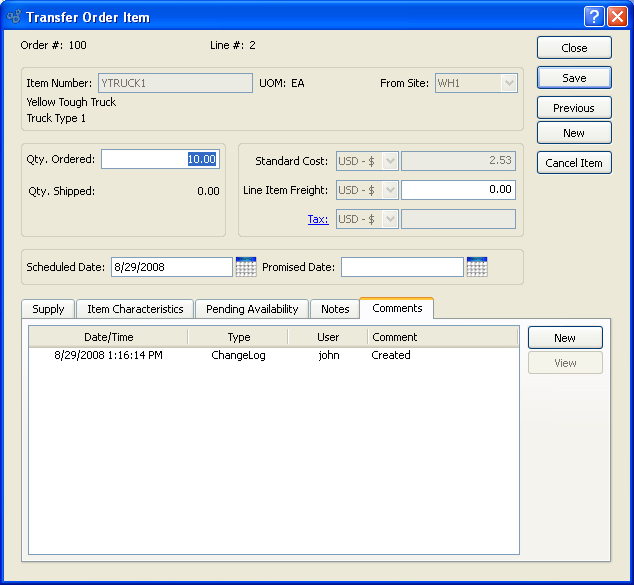 Transfer Order Item
Order #: 100 Line #: 2 Close
Item Number: YTRUCK1 UOM: EA From Site: WH1 Save
Yellow Tough Truck
Truck Type 1
Previous
New
Cancel Item
Qty. Ordered: 10.00 Standard Cost: USD - $ 2.53
Qty. Shipped: 0.00 Line Item Freight: USD - $ 0.00
Tax: USD - $
Scheduled Date: 8/29/2008 Promised Date:
Supply Item Characteristics Pending Availability Notes Comments
Date/Time Type User Comment New
8/29/2008 1:16:14 PM ChangeLog john Created View